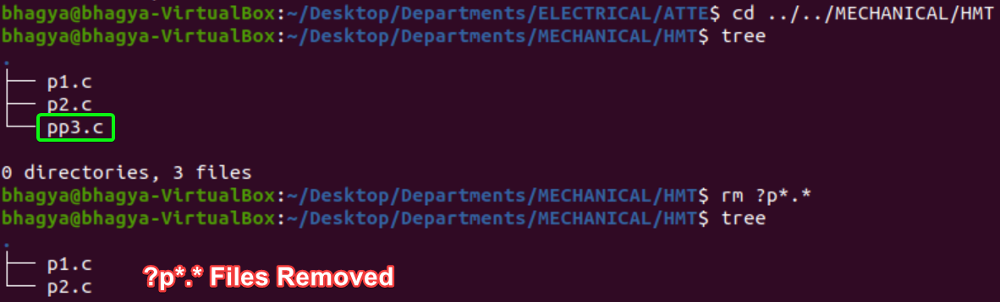 bhagya@bhagya-VirtualBox:~/Desktop/Departments/ELECTRICAL/ATTE$ cd ../../MECHANICAL/HMT
bhagya@bhagya-VirtualBox:~/Desktop/Departments/MECHANICAL/HMT$ tree
.
├── p1.c
├── p2.c
└── pp3.c
0 directories, 3 files
bhagya@bhagya-VirtualBox:~/Desktop/Departments/MECHANICAL/HMT$ rm ?p*.*
bhagya@bhagya-VirtualBox:~/Desktop/Departments/MECHANICAL/HMT$ tree
.
├── p1.c
└── p2.c
?p*.* Files Removed